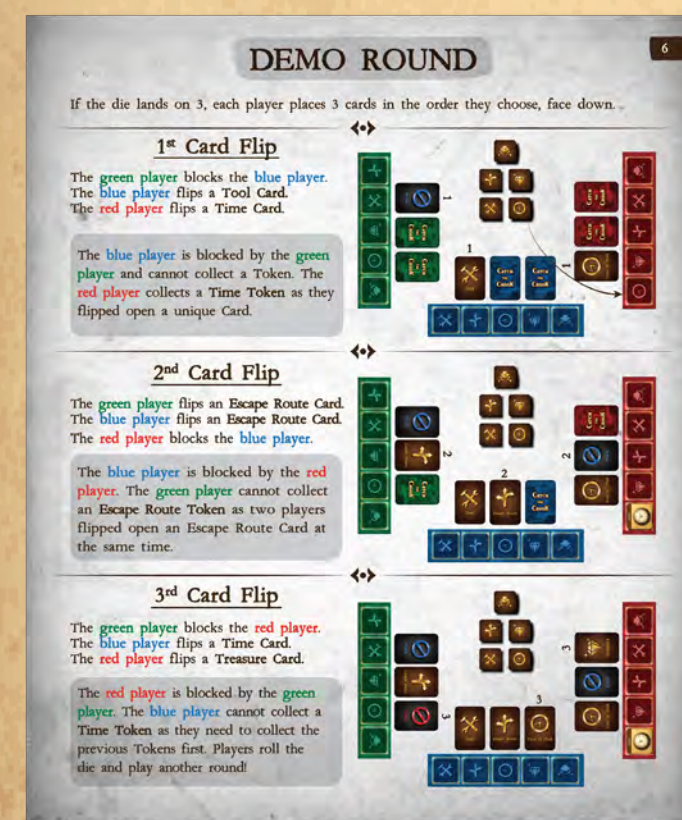 6
DEMO ROUND
If the die lands on 3, each player places 3 cards in the order they choose, face down.
1st Card Flip
The green player blocks the blue player.
The blue player flips a Tool Card.
The red player flips a Time Card.
The blue player is blocked by the green
player and cannot collect a Token. The
red player collects a Time Token as they
flipped open a unique Card.
1
1
1
2nd Card Flip
The green player flips an Escape Route Card.
The blue player flips an Escape Route Card.
The red player blocks the blue player.
The blue player is blocked by the red
player. The green player cannot collect
an Escape Route Token as two players
flipped open an Escape Route Card at
the same time.
2
2
2
3rd Card Flip
The green player blocks the red player.
The blue player flips a Time Card.
The red player flips a Treasure Card.
The red player is blocked by the green
player. The blue player cannot collect a
Time Token as they need to collect the
previous Tokens first. Players roll the
die and play another round!
3
3
3